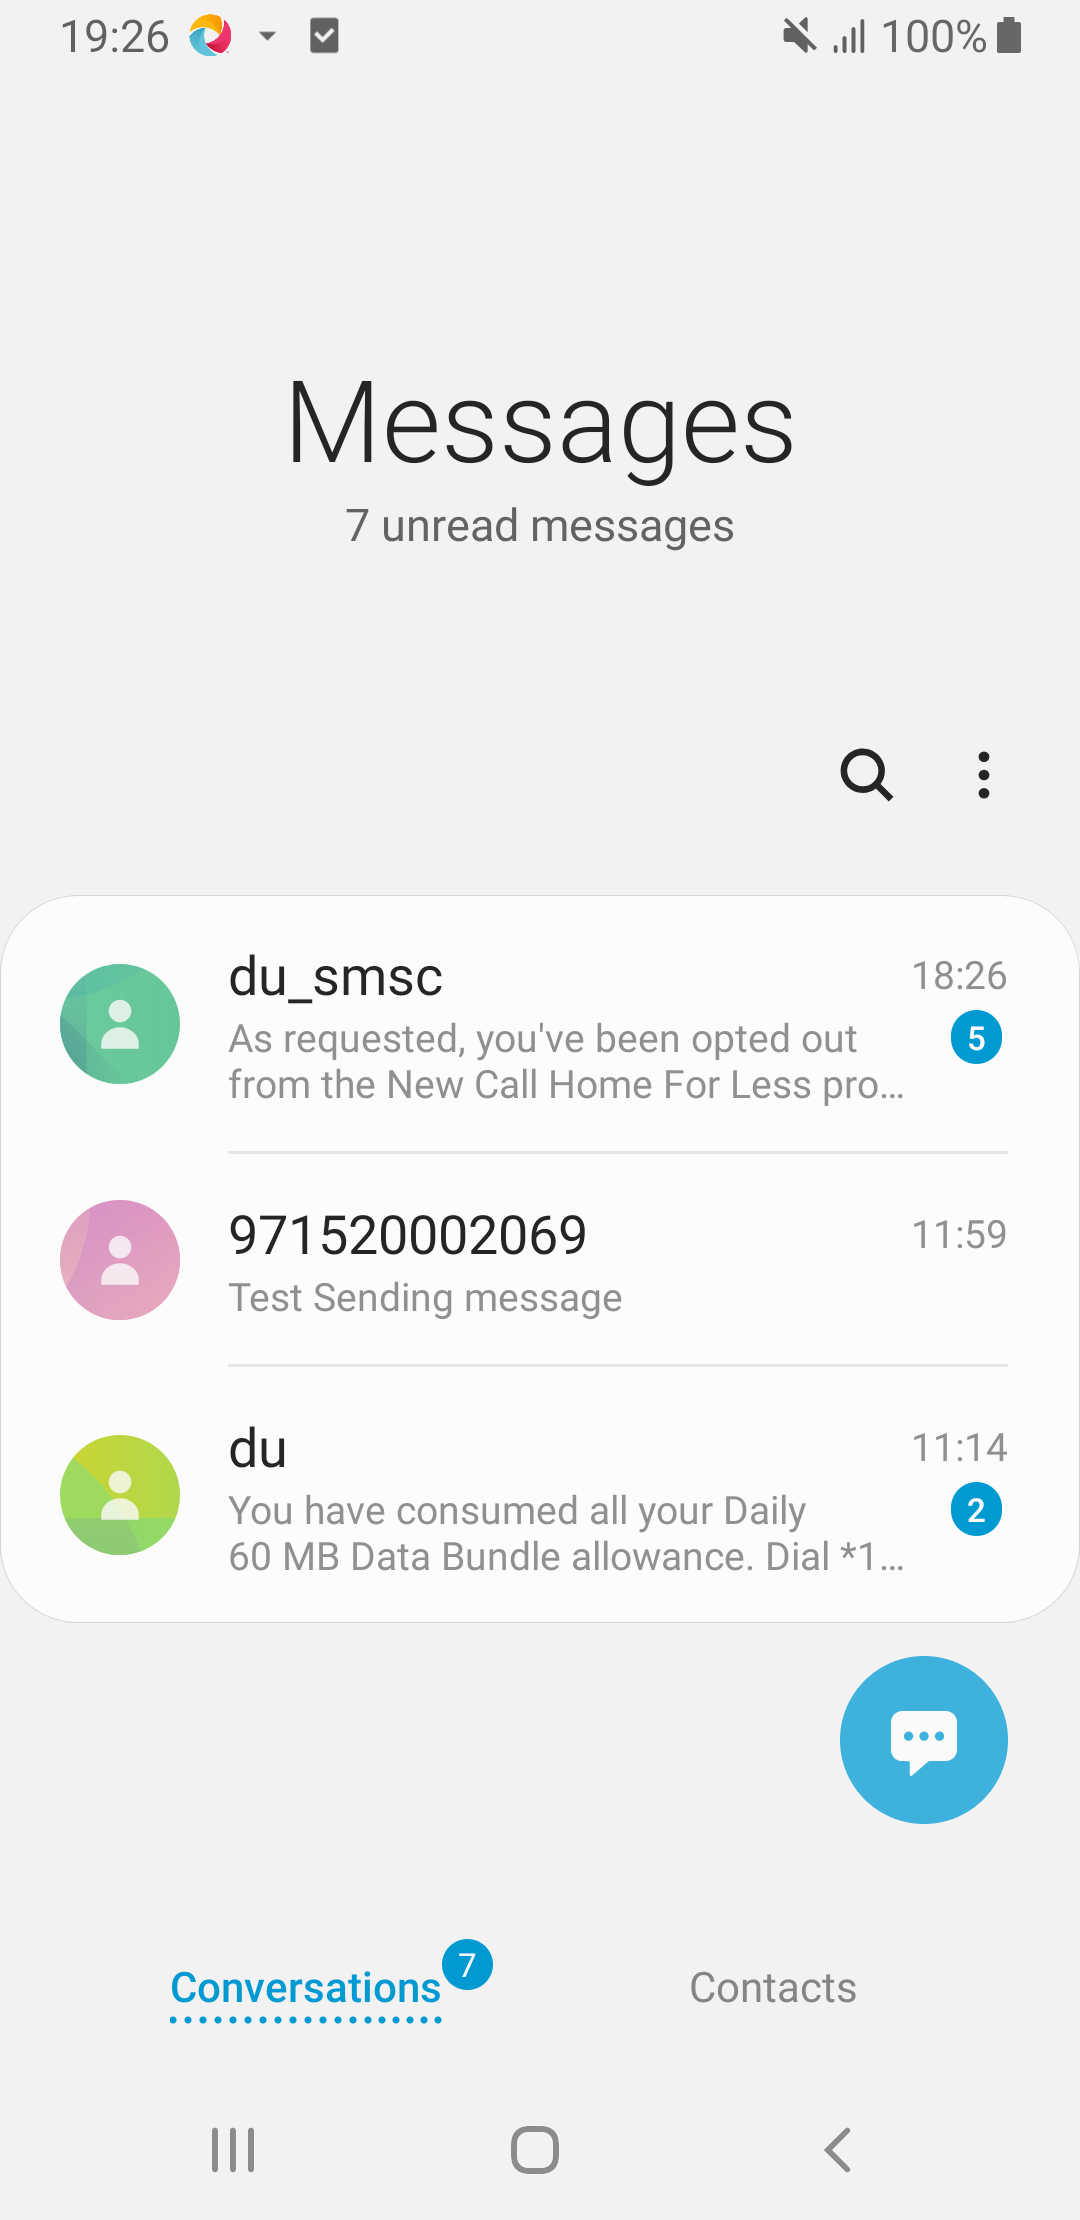 19:26
100%
Messages
7 unread messages
du_smsc
18:26
As requested, you've been opted out
5
from the New Call Home For Less pro...
971520002069
11:59
Test Sending message
du
11:14
You have consumed all your Daily
2
60 MB Data Bundle allowance. Dial *1...
Conversations
7
Contacts